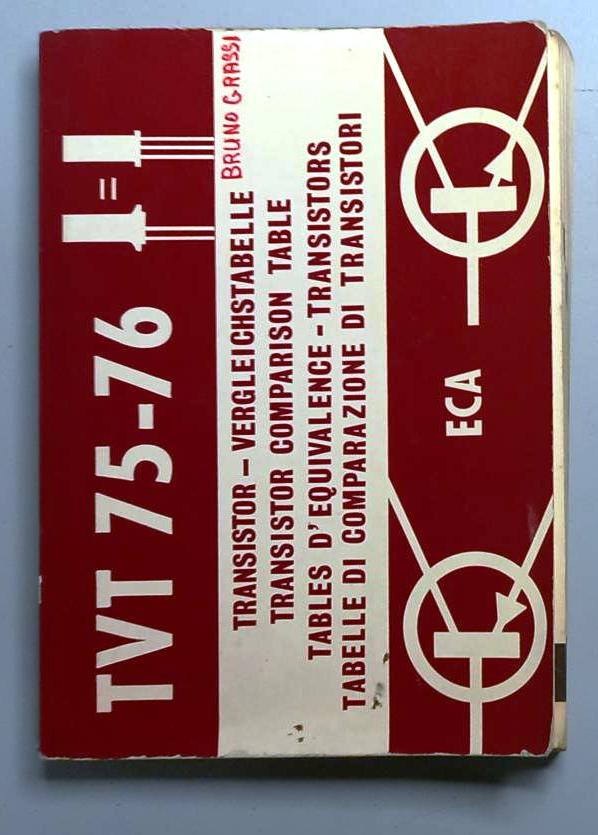 TVT 75-76
BRUNO GRASSI
TRANSISTOR – VERGLEICHSTABELLE
TRANSISTOR COMPARISON TABLE
TABLES D'EQUIVALENCE – TRANSISTORS
TABELLE DI COMPARAZIONE DI TRANSISTORI
ECA